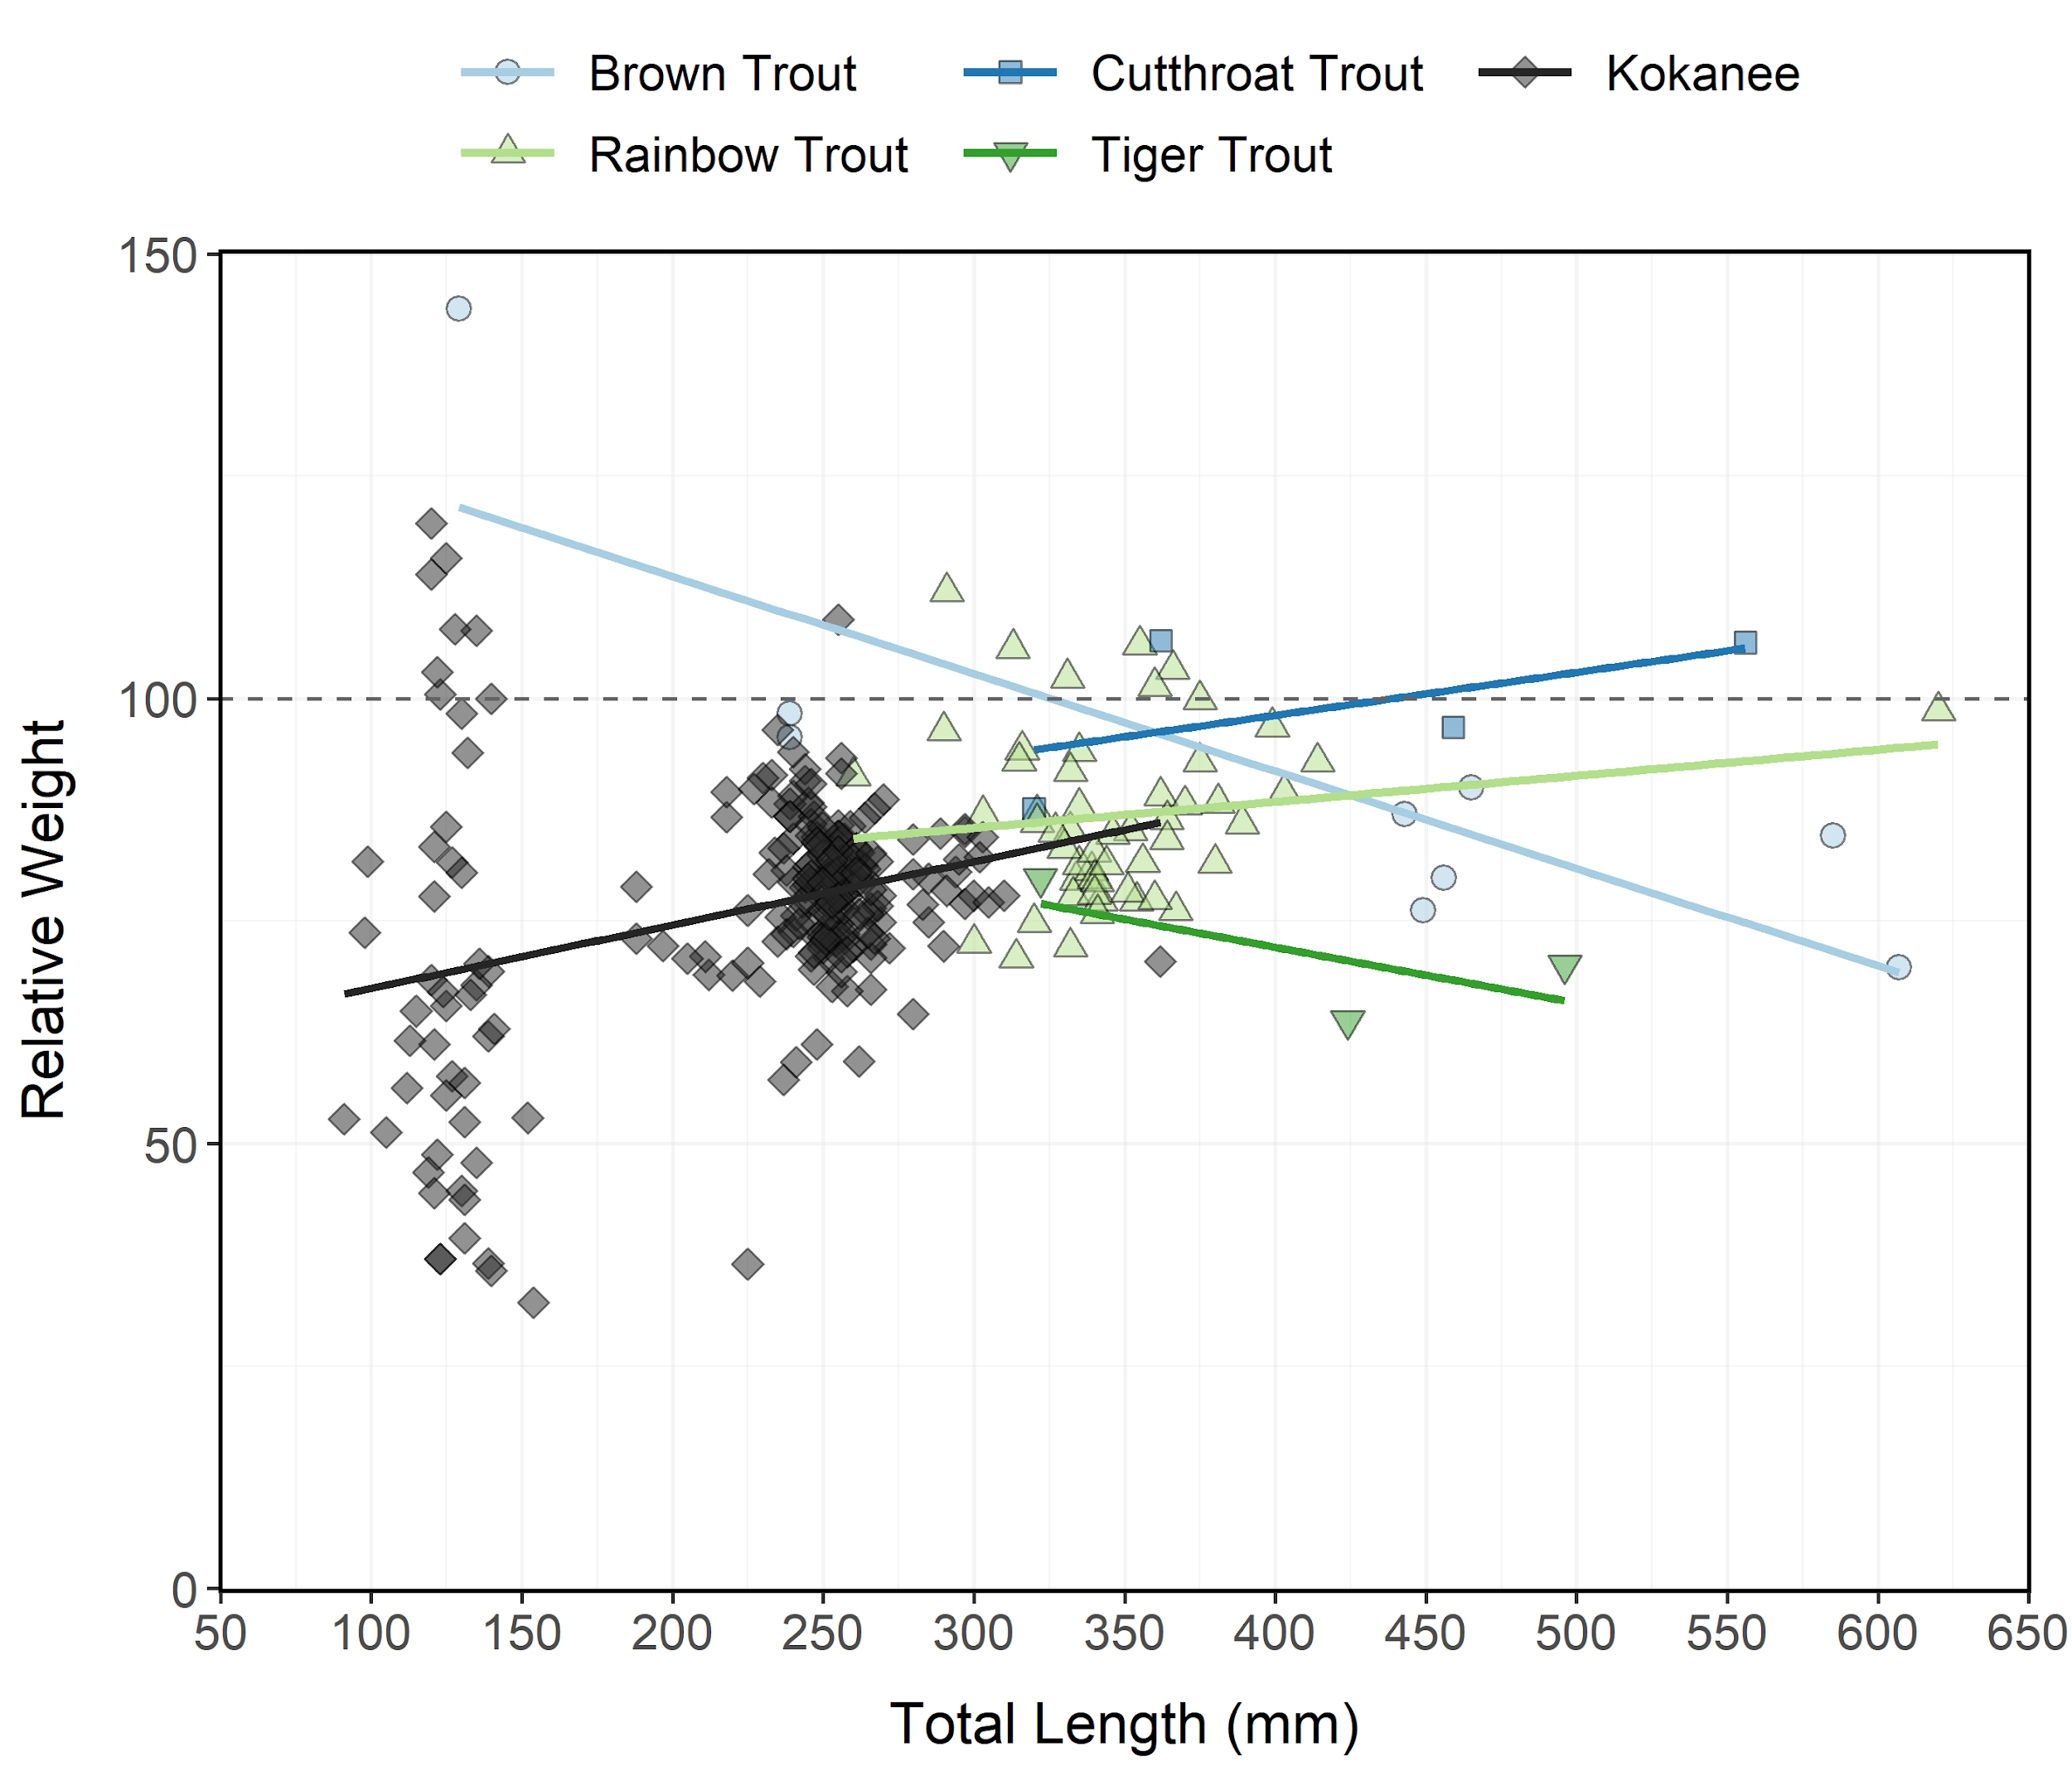 Brown Trout Cutthroat Trout Kokanee
Rainbow Trout Tiger Trout
150
100
50
0
Relative Weight
50 100 150 200 250 300 350 400 450 500 550 600 650
Total Length (mm)